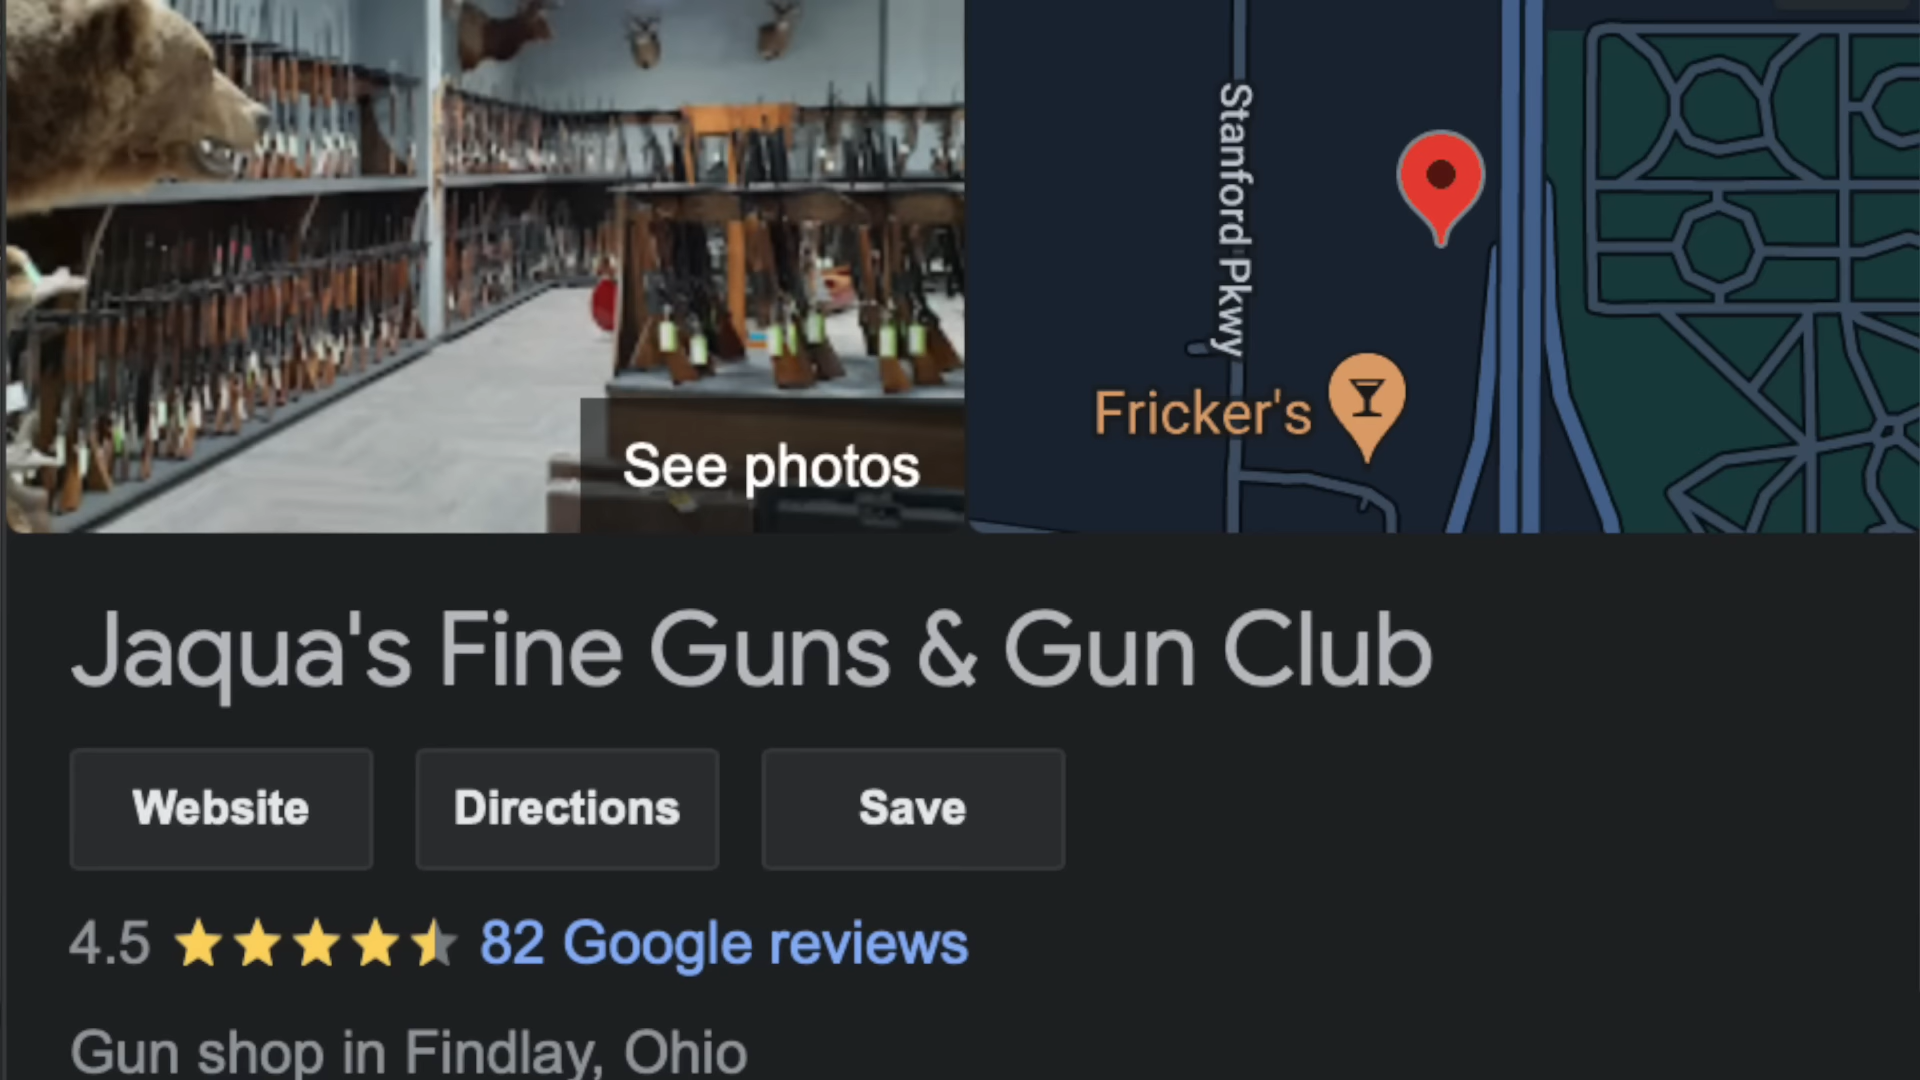 Stanford Pkwy
Fricker's
See photos
Jaqua's Fine Guns & Gun Club
Website
Directions
Save
4.5
82 Google reviews
Gun shop in Findlay, Ohio